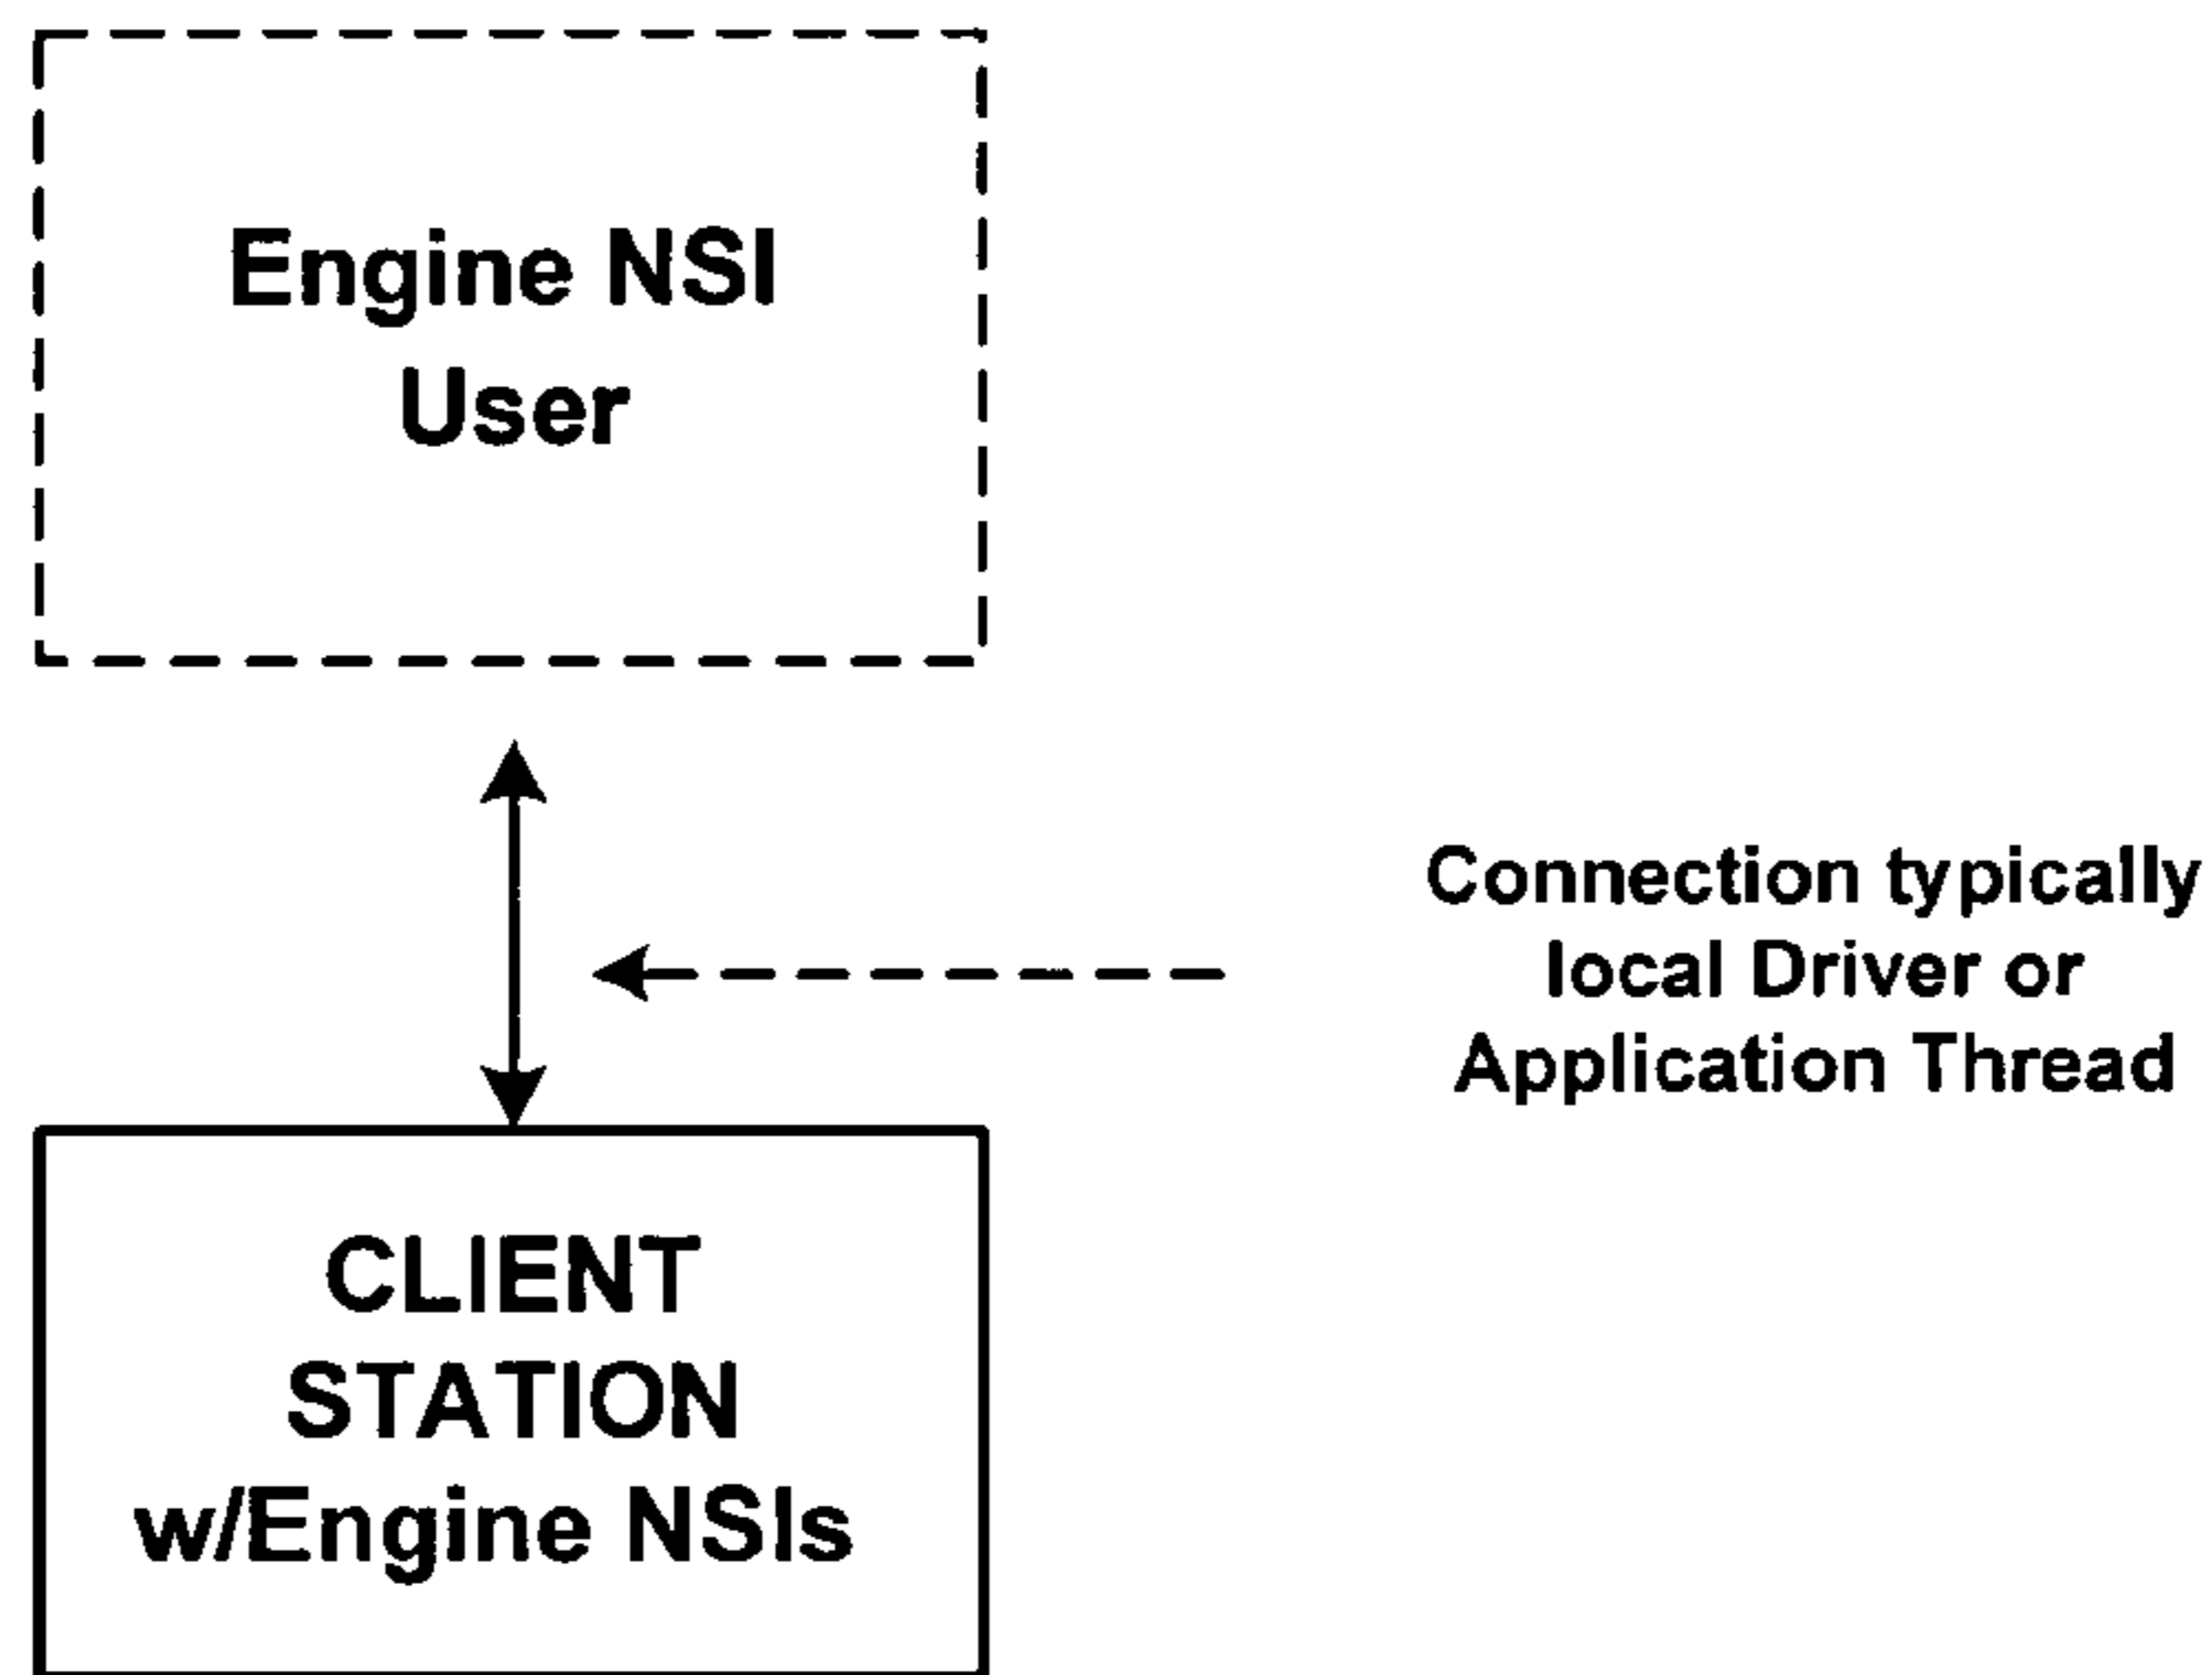 Engine NSI
User
Connection typically
local Driver or
Application Thread
CLIENT
STATION
w/Engine NSIs